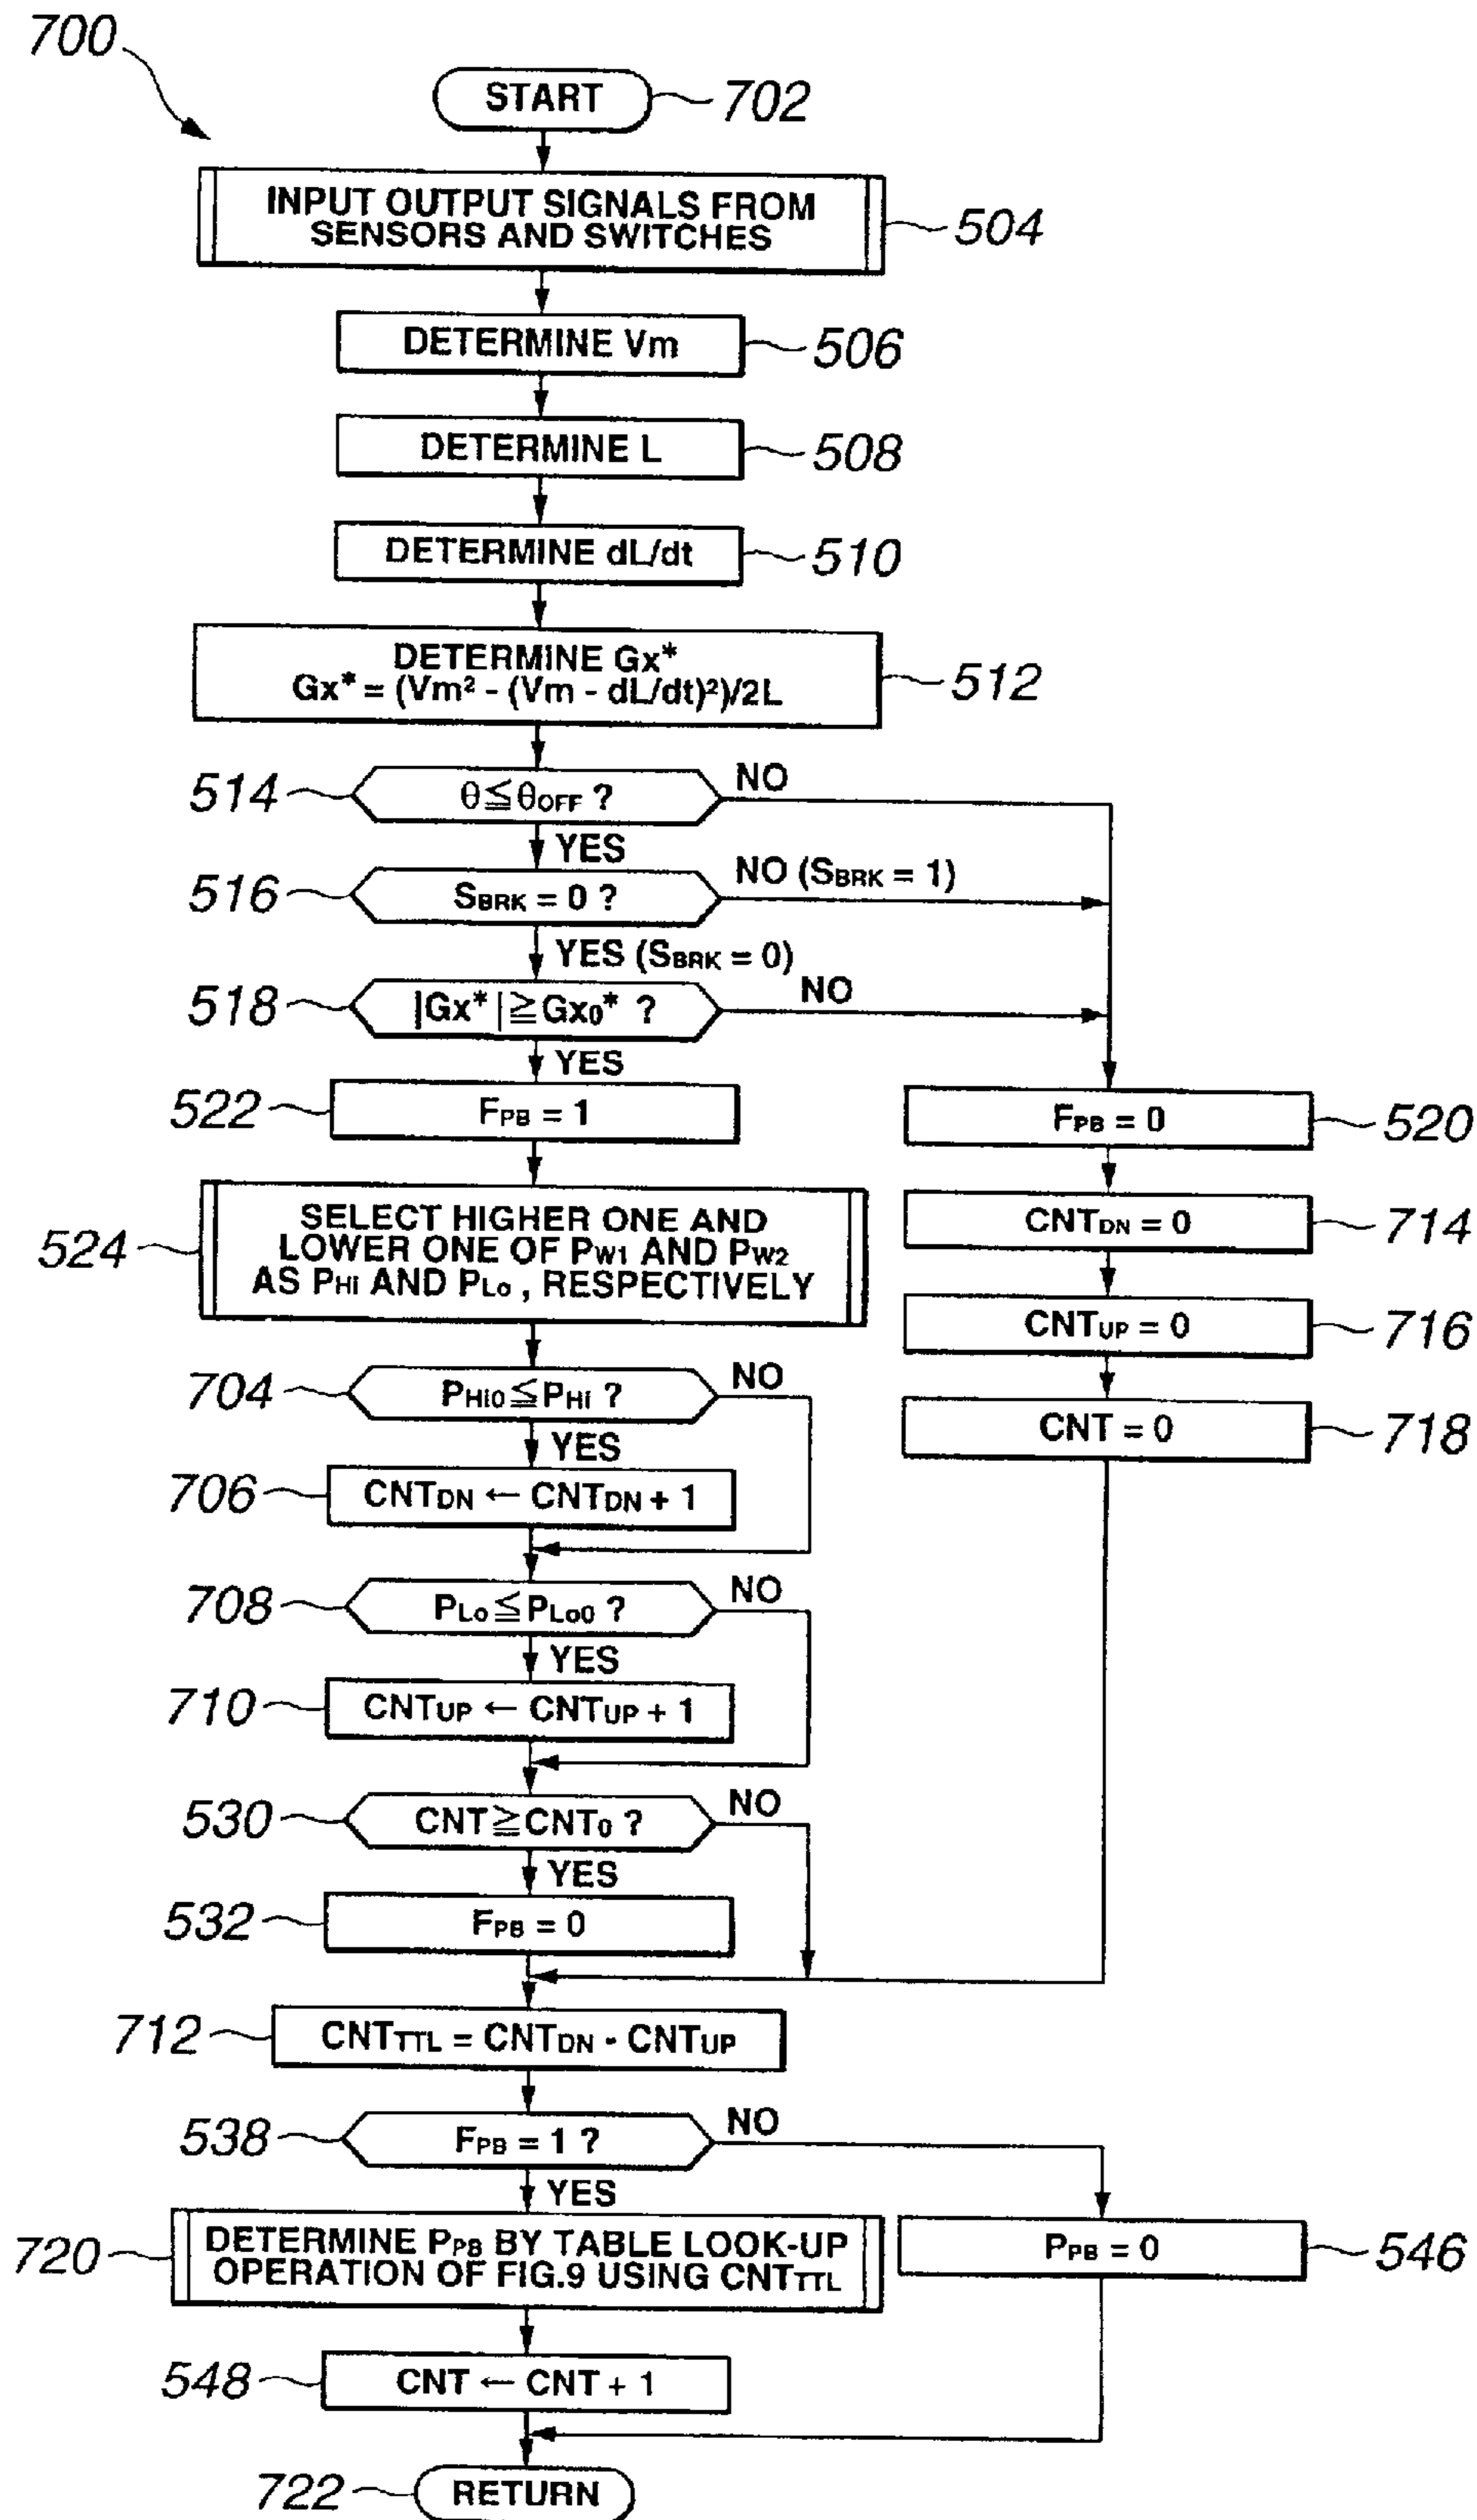 700
START
702
INPUT OUTPUT SIGNALS FROM
SENSORS AND SWITCHES
504
DETERMINE Vm
506
DETERMINE L
508
DETERMINE dL/dt
510
DETERMINE Gx*
Gx* = (Vm² - (Vm - dL/dt)²)/2L
512
514
θ≦θOFF ?
NO
YES
516
SBRK = 0 ?
NO (SBRK = 1)
YES (SBRK = 0)
518
|Gx*|≧Gx0* ?
NO
YES
522
FPB = 1
FPB = 0
520
524
SELECT HIGHER ONE AND
LOWER ONE OF PW1 AND PW2
AS PHi AND PLo , RESPECTIVELY
CNTDN = 0
714
CNTUP = 0
716
704
PHi0≦PHi ?
NO
YES
CNT = 0
718
706
CNTDN ← CNTDN + 1
708
PLo≦PLo0 ?
NO
YES
710
CNTUP ← CNTUP + 1
530
CNT≧CNT0 ?
NO
YES
532
FPB = 0
712
CNTTTL = CNTDN - CNTUP
538
FPB = 1 ?
NO
YES
720
DETERMINE PPB BY TABLE LOOK-UP
OPERATION OF FIG.9 USING CNTTTL
PPB = 0
546
548
CNT ← CNT + 1
722
RETURN